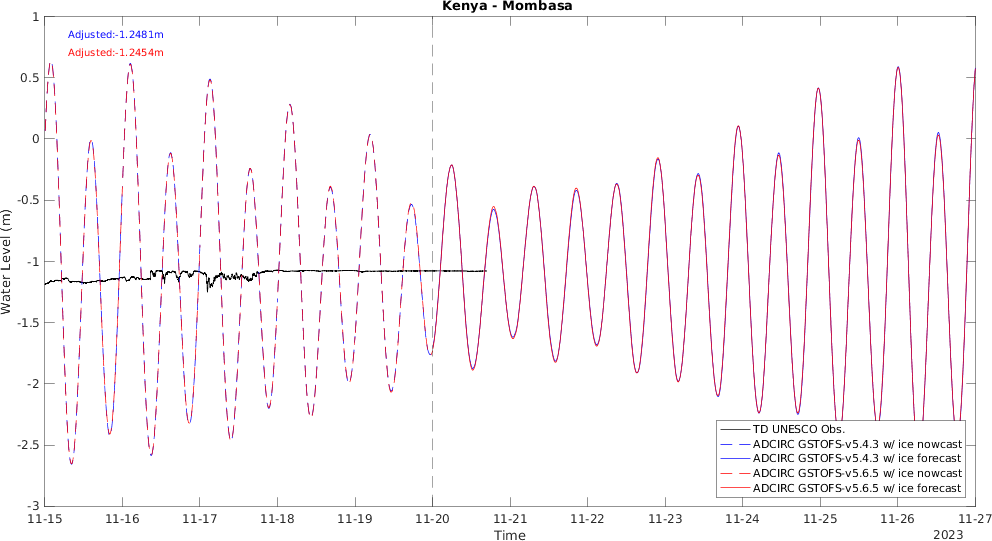 Kenya - Mombasa
Adjusted:-1.2481m
Adjusted:-1.2454m
1
0.5
0
-0.5
-1
-1.5
-2
-2.5
-3
Water Level (m)
TD UNESCO Obs.
ADCIRC GSTOFS-v5.4.3 w/ ice nowcast
ADCIRC GSTOFS-v5.4.3 w/ ice forecast
ADCIRC GSTOFS-v5.6.5 w/ ice nowcast
ADCIRC GSTOFS-v5.6.5 w/ ice forecast
11-15 11-16 11-17 11-18 11-19 11-20 11-21 11-22 11-23 11-24 11-25 11-26 11-27
Time
2023